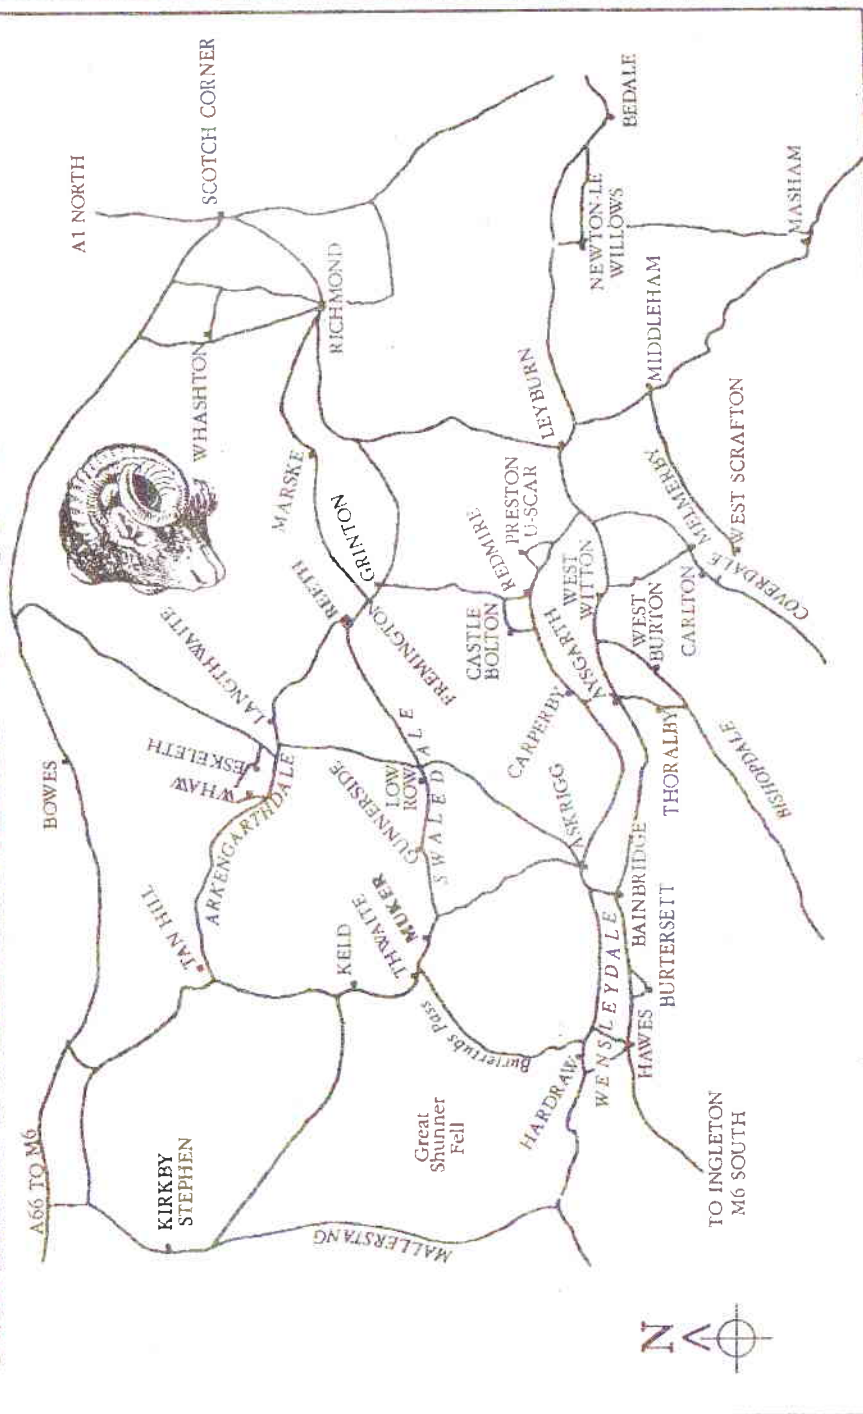 A1 NORTH
SCOTCH CORNER
A66 TO M6
BOWES
WHASHTON
RICHMOND
BEDALE
NEWTON-LE
WILLOWS
MASHAM
KIRKBY
STEPHEN
TAN HILL
ARKENGARTHDALE
WHAW
ESKELETH
LANGTHWAITE
MARSKE
REETH
GRINTON
FREMINGTON
KELD
THWAITE
MUKER
GUNNERSIDE
LOW
ROW
SWALEDALE
LEYBURN
MIDDLEHAM
MALLERSTANG
Great
Shunner
Fell
Buttertubs Pass
HARDRAW
ASKRIGG
CARPERBY
CASTLE
BOLTON
REDMIRE
PRESTON
U-SCAR
WENSLEYDALE
HAWES
BAINBRIDGE
BURTERSETT
AYSGARTH
WEST
WITTON
THORALBY
WEST
BURTON
CARLTON
MELMERBY
WEST SCRAFTON
COVERDALE
BISHOPDALE
TO INGLETON
M6 SOUTH
N